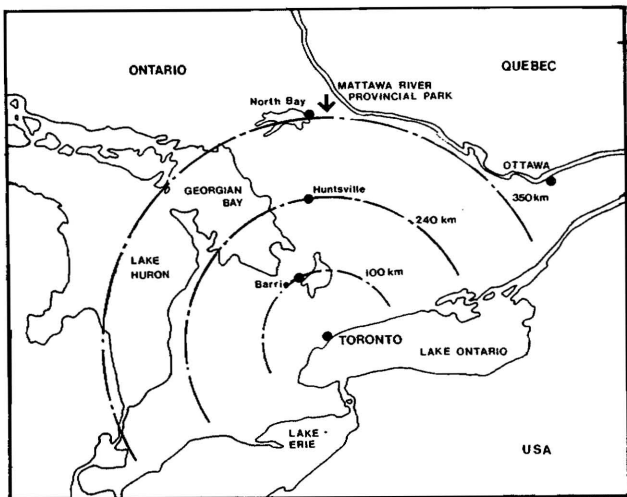 ONTARIO
QUEBEC
MATTAWA RIVER
PROVINCIAL PARK
North Bay
OTTAWA
350 km
GEORGIAN
BAY
Huntsville
240 km
LAKE
HURON
100 km
Barrie
TORONTO
LAKE ONTARIO
LAKE
ERIE
USA